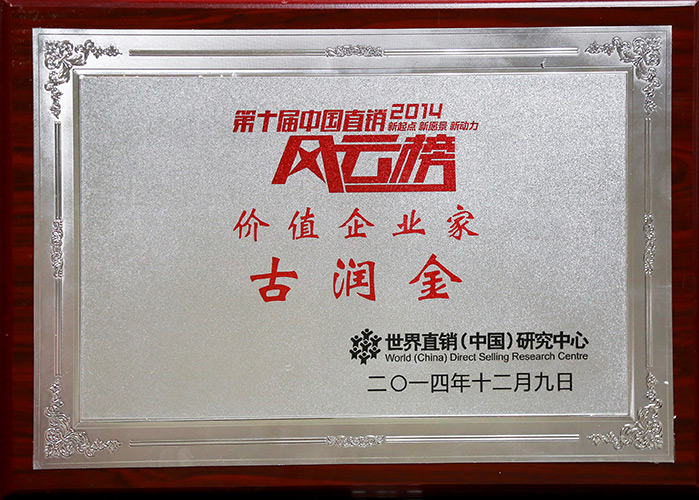 第十届中国直销2014
新起点 新愿景 新动力
风云榜
价值企业家
古润金
世界直销（中国）研究中心
World (China) Direct Selling Research Centre
二〇一四年十二月九日